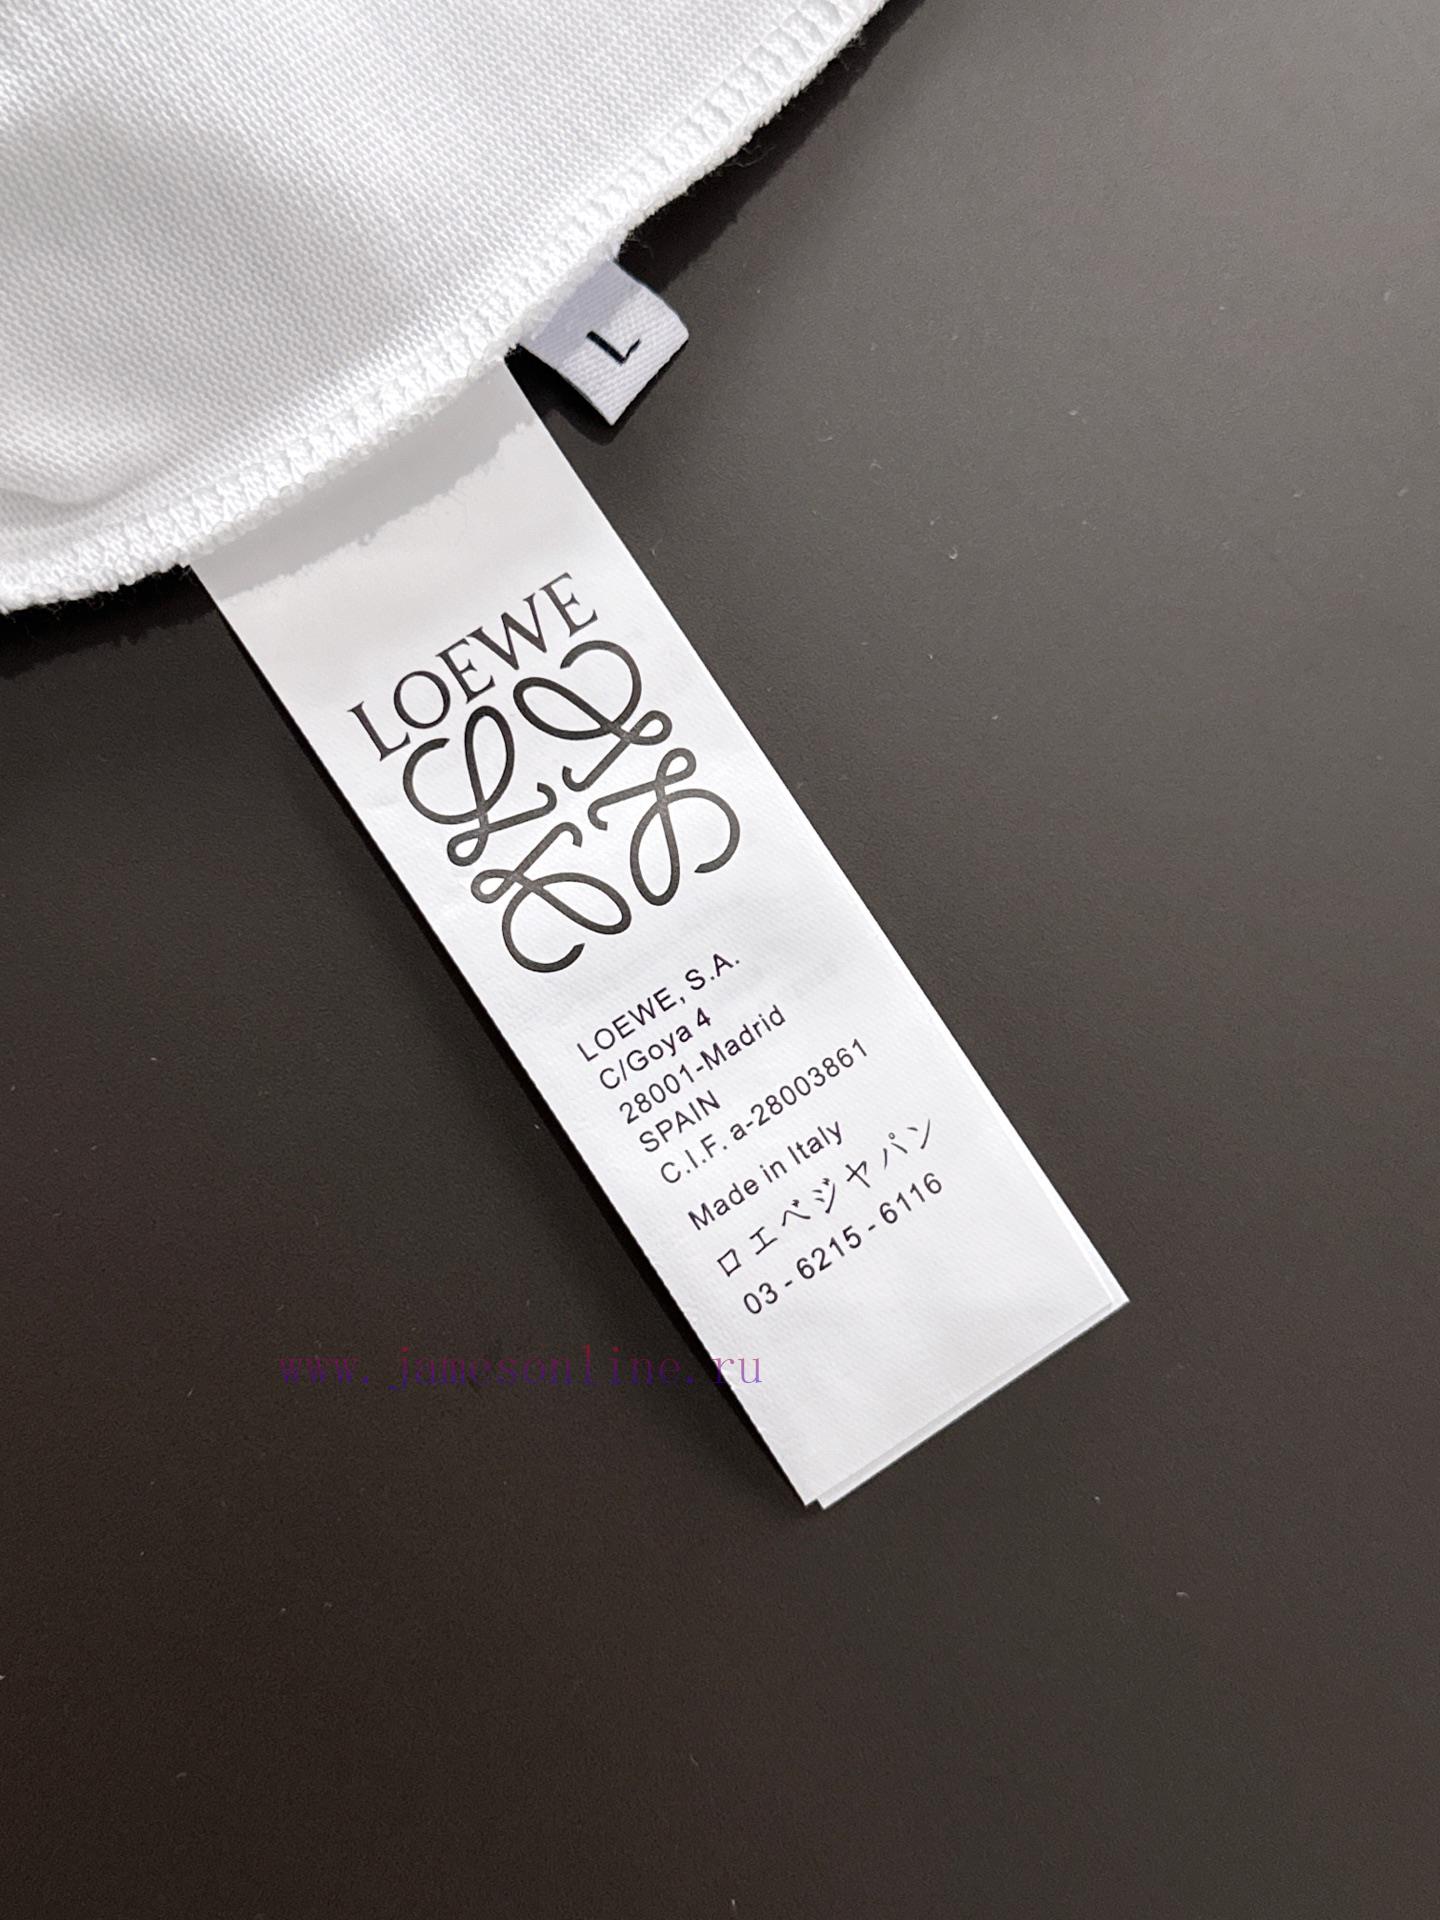 L
LOEWE
LOEWE, S.A.
C/Goya 4
28001-Madrid
SPAIN
C.I.F. a-28003861
Made in Italy
ロエベジャパン
03 - 6215 - 6116
www.jamesonline.ru